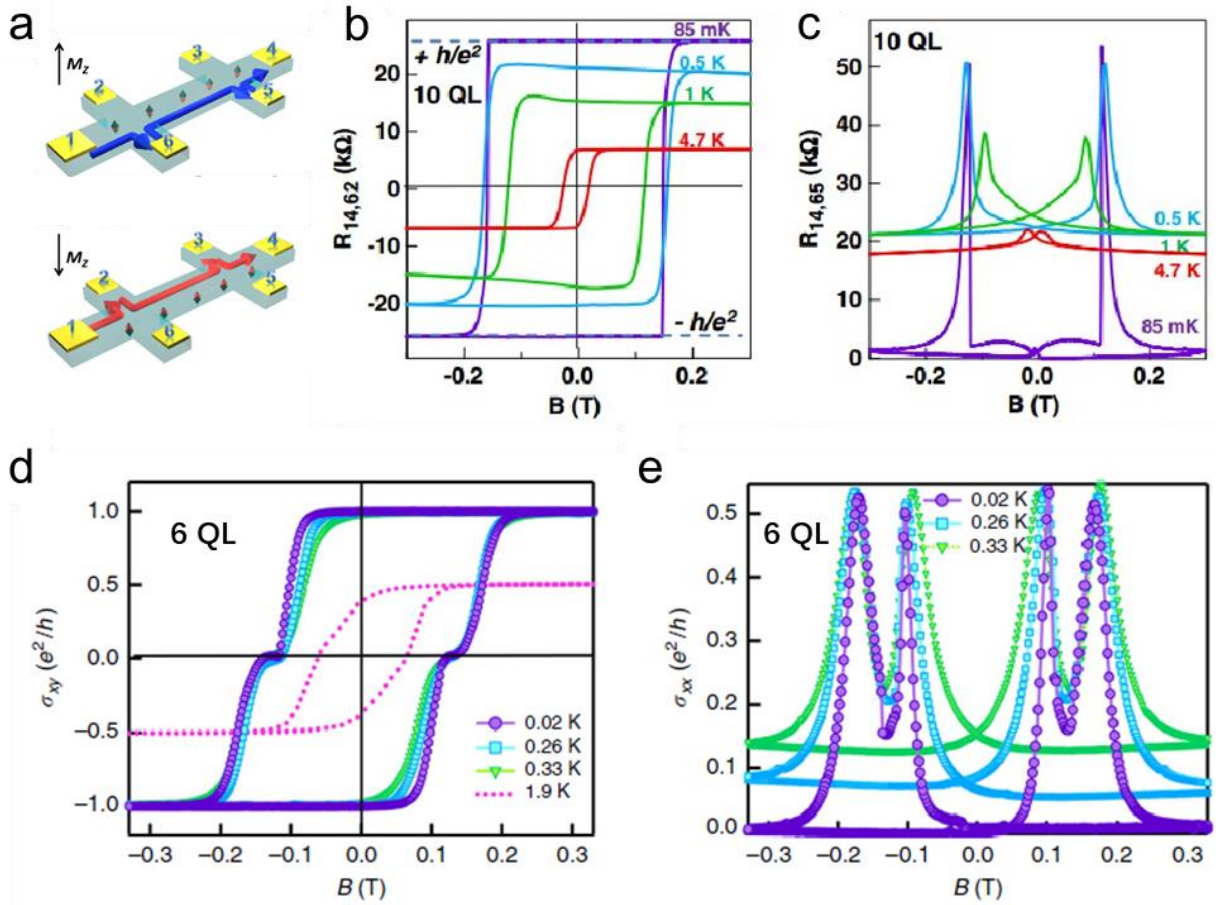 a
M_z
1
2
3
4
5
6
M_z
1
2
3
4
5
6
b
+ h/e²
10 QL
85 mK
0.5 K
1 K
4.7 K
- h/e²
R₁₄,₆₂ (kΩ)
20
10
0
-10
-20
-0.2
0.0
0.2
B (T)
c
10 QL
R₁₄,₆₅ (kΩ)
50
40
30
20
10
0
0.5 K
1 K
4.7 K
85 mK
-0.2
0.0
0.2
B (T)
d
6 QL
σ_xy (e²/h)
1.0
0.5
0.0
−0.5
−1.0
0.02 K
0.26 K
0.33 K
1.9 K
−0.3
−0.2
−0.1
0.0
0.1
0.2
0.3
B (T)
e
6 QL
0.02 K
0.26 K
0.33 K
σ_xx (e²/h)
0.5
0.4
0.3
0.2
0.1
0.0
−0.3
−0.2
−0.1
0.0
0.1
0.2
0.3
B (T)